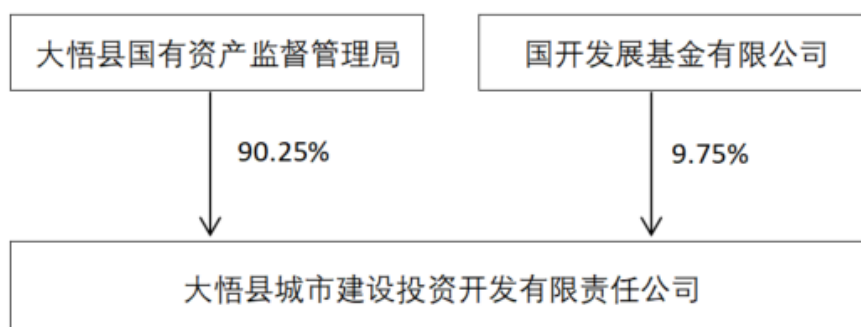 大悟县国有资产监督管理局
国开发展基金有限公司
90.25%
9.75%
大悟县城市建设投资开发有限责任公司